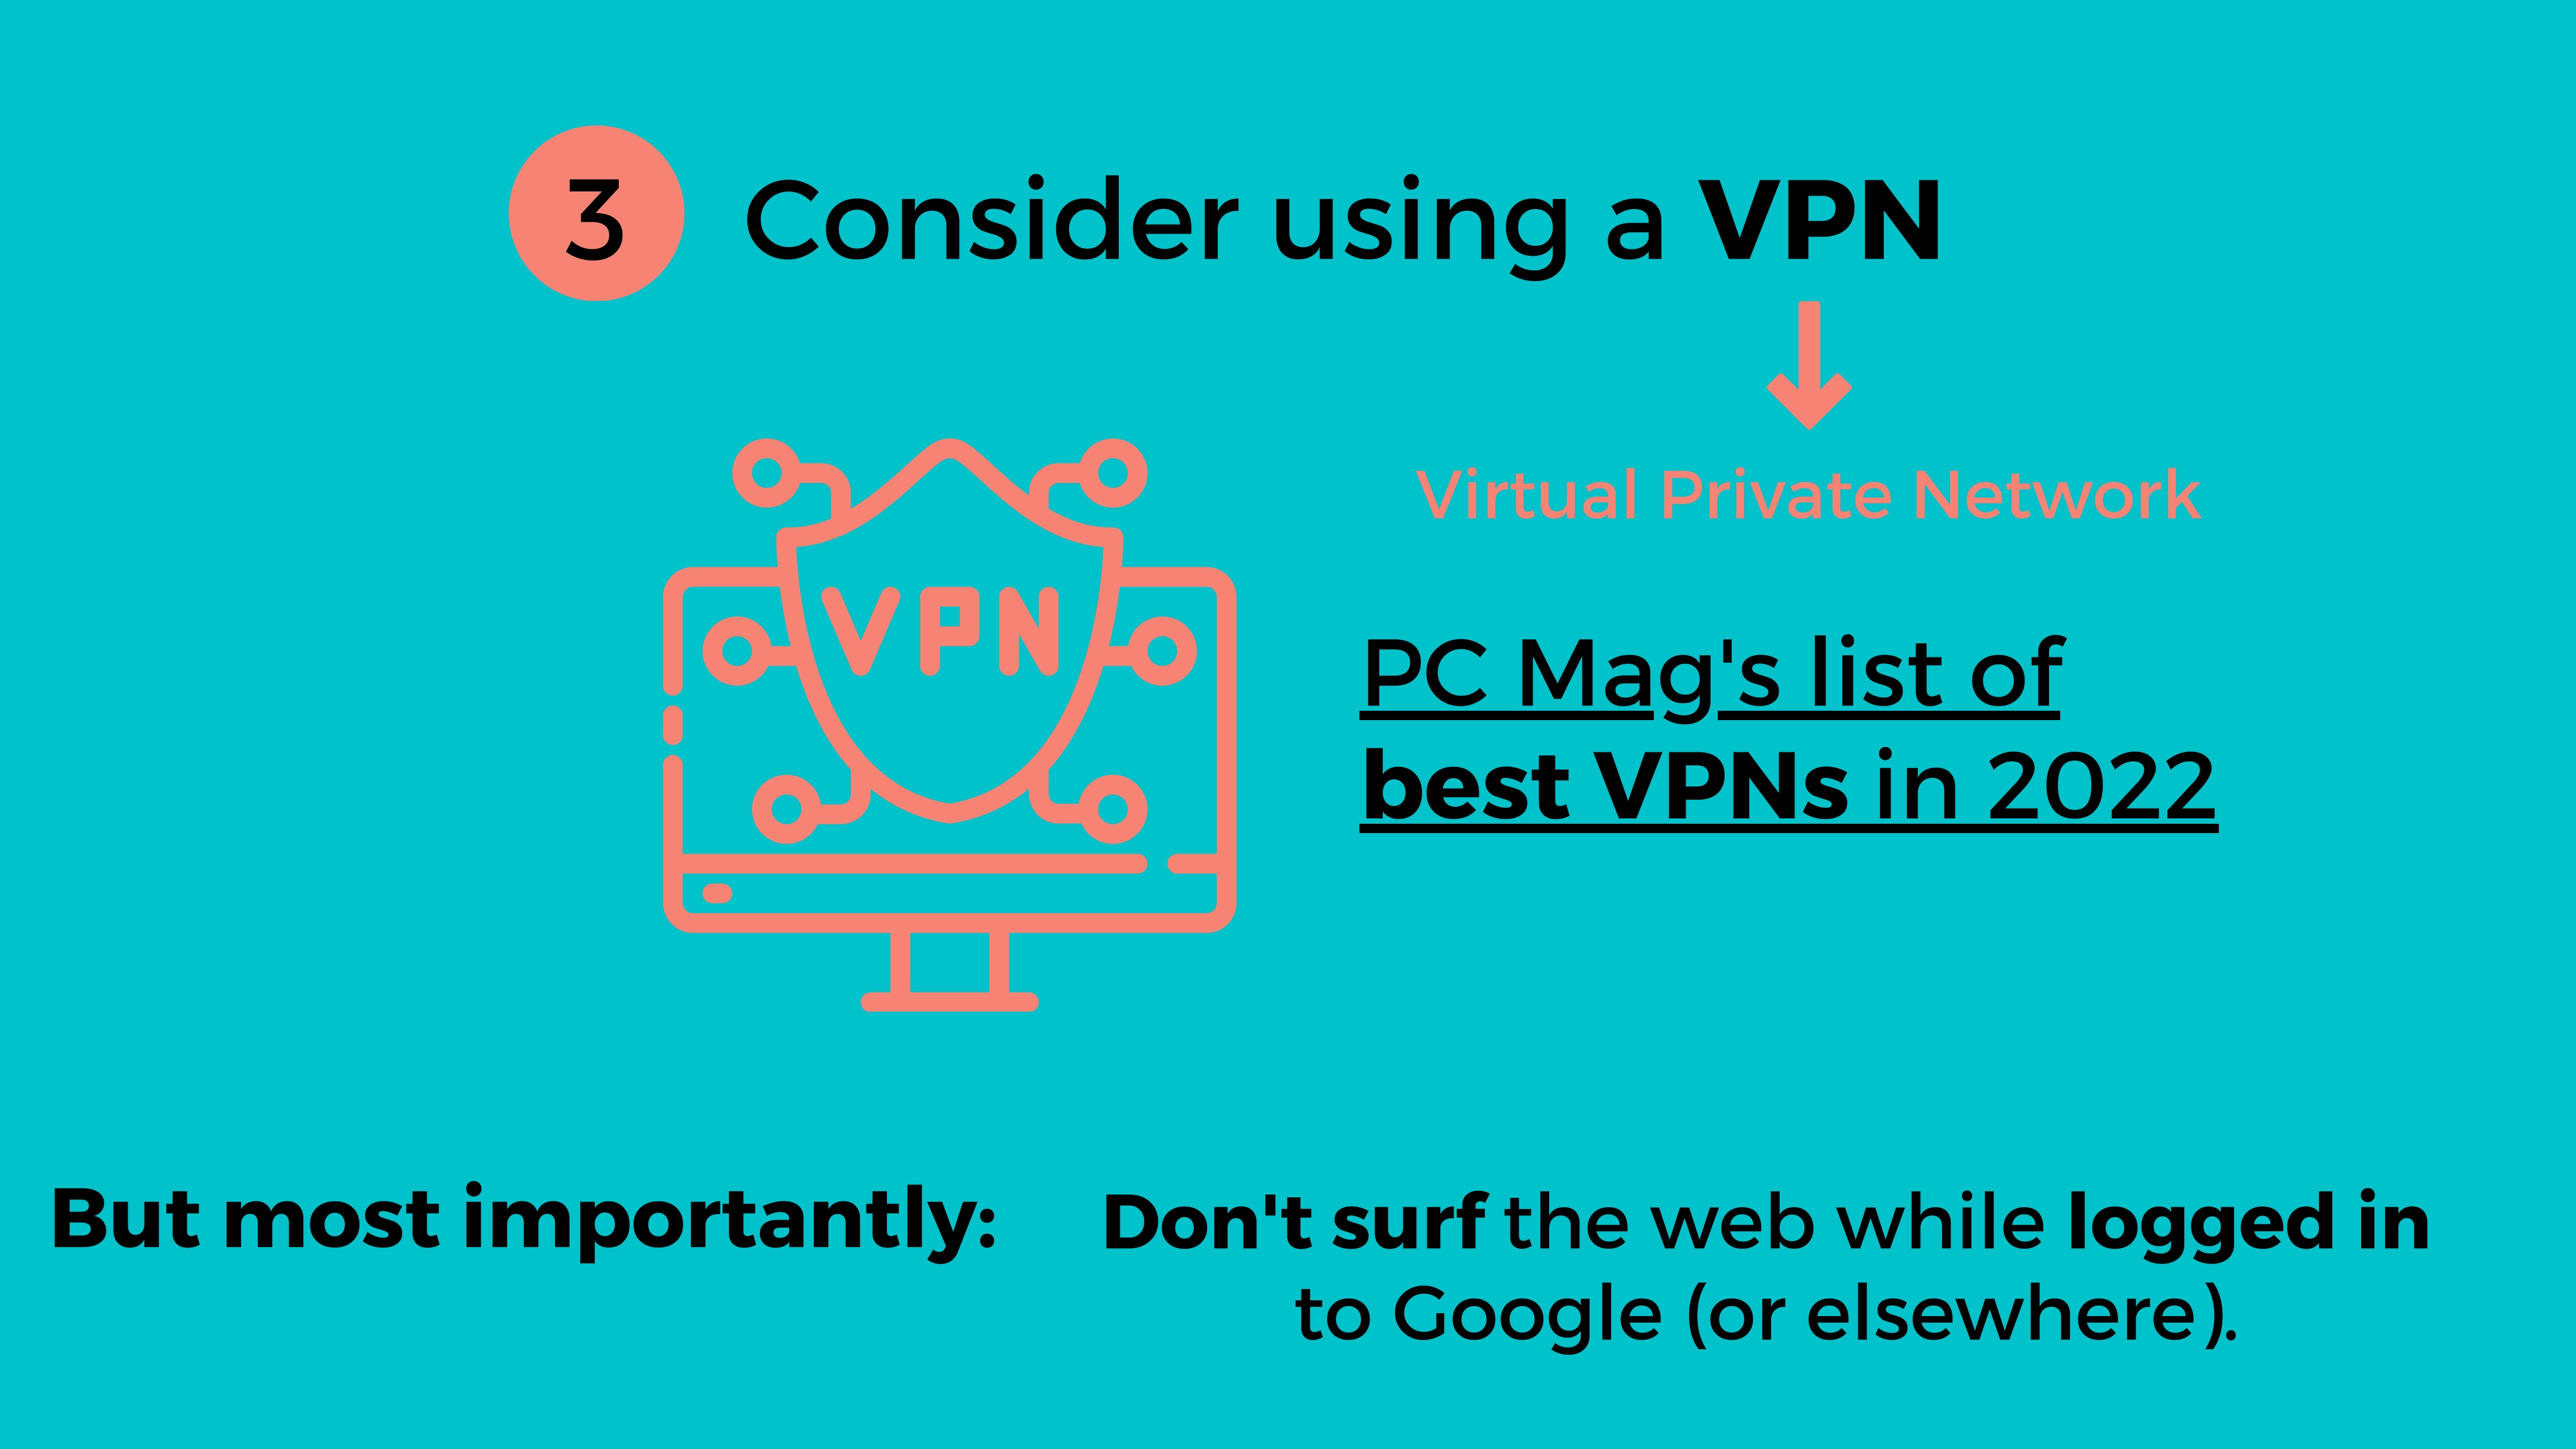 3 Consider using a VPN
Virtual Private Network
VPN
PC Mag's list of
best VPNs in 2022
But most importantly:
Don't surf the web while logged in
to Google (or elsewhere).